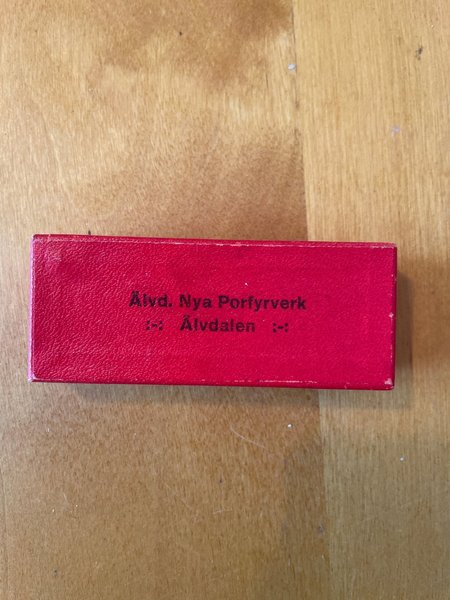 Älvd. Nya Porfyrverk
:-: Älvdalen :-: